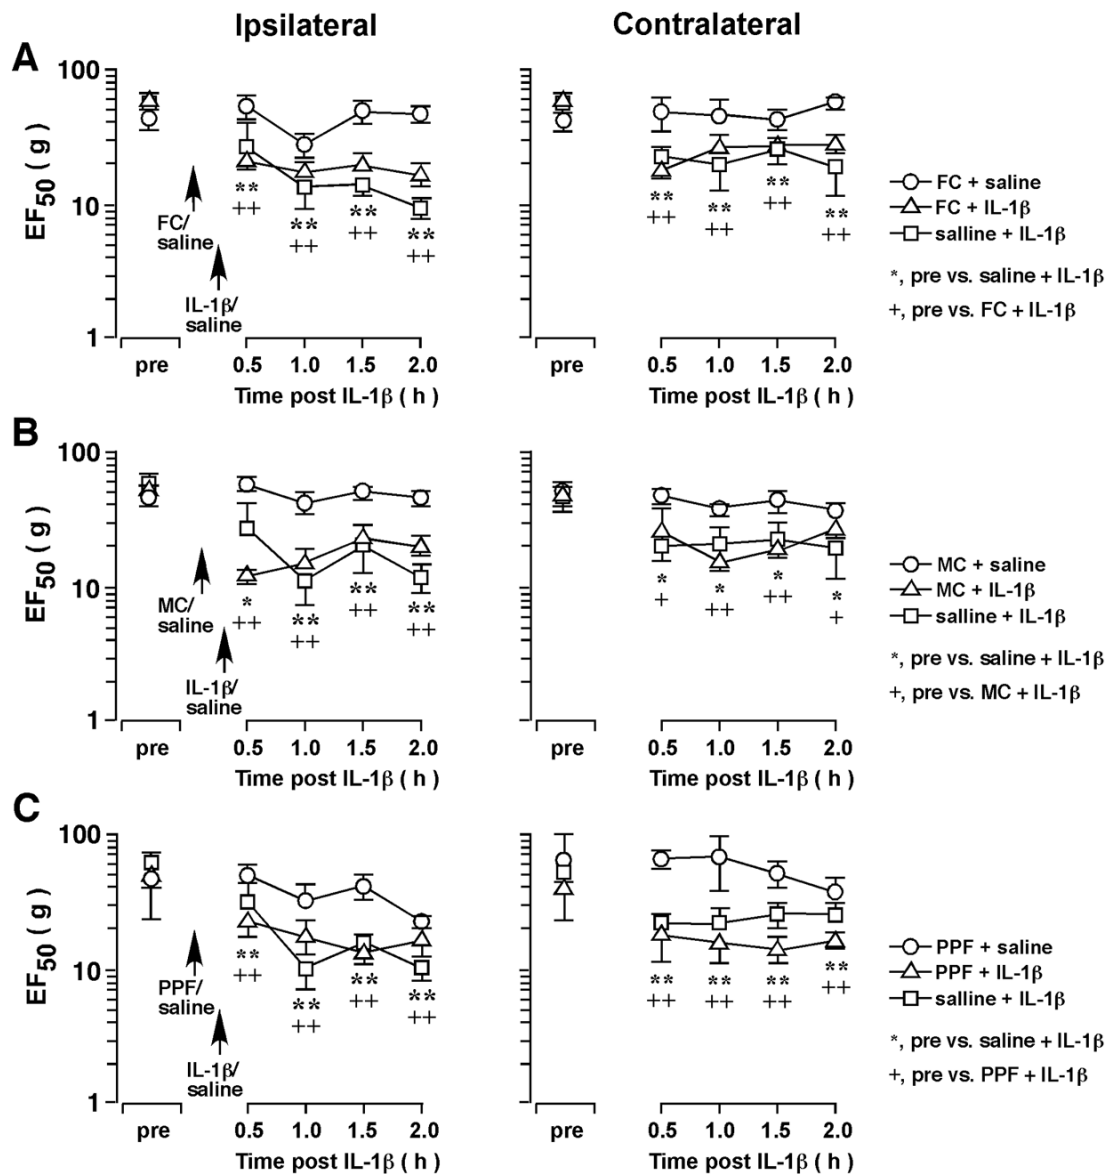 Ipsilateral
Contralateral
A
EF50 ( g )
100
10
1
FC/
saline
IL-1β/
saline
** ** ** **
++ ++ ++ ++
pre
0.5 1.0 1.5 2.0
Time post IL-1β ( h )
** ** ** **
++ ++ ++ ++
pre
0.5 1.0 1.5 2.0
Time post IL-1β ( h )
FC + saline
FC + IL-1β
salline + IL-1β
*, pre vs. saline + IL-1β
+, pre vs. FC + IL-1β
B
EF50 ( g )
100
10
1
MC/
saline
IL-1β/
saline
* ** ** **
++ ++ ++ ++
pre
0.5 1.0 1.5 2.0
Time post IL-1β ( h )
* * * *
+ ++ ++ +
pre
0.5 1.0 1.5 2.0
Time post IL-1β ( h )
MC + saline
MC + IL-1β
salline + IL-1β
*, pre vs. saline + IL-1β
+, pre vs. MC + IL-1β
C
EF50 ( g )
100
10
1
PPF/
saline
IL-1β/
saline
** ** ** **
++ ++ ++ ++
pre
0.5 1.0 1.5 2.0
Time post IL-1β ( h )
** ** ** **
++ ++ ++ ++
pre
0.5 1.0 1.5 2.0
Time post IL-1β ( h )
PPF + saline
PPF + IL-1β
salline + IL-1β
*, pre vs. saline + IL-1β
+, pre vs. PPF + IL-1β